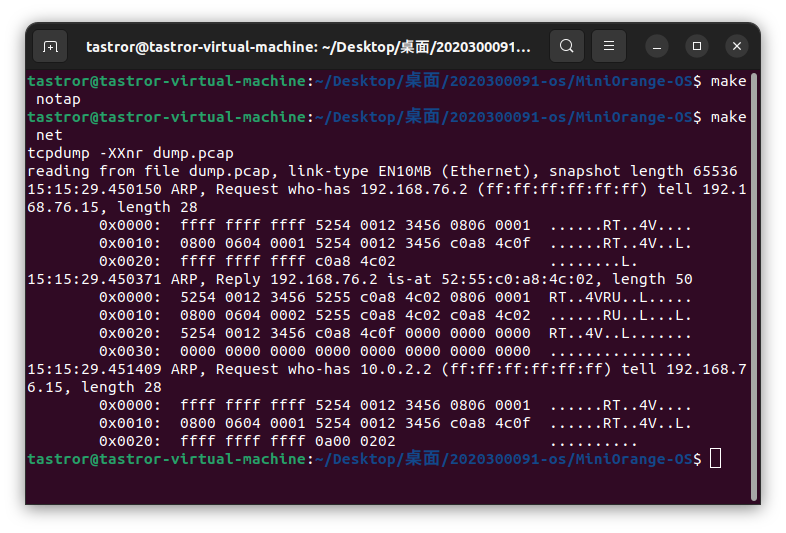 tastror@tastror-virtual-machine: ~/Desktop/桌面/2020300091...
tastror@tastror-virtual-machine:~/Desktop/桌面/2020300091-os/MiniOrange-OS$ make
 notap
tastror@tastror-virtual-machine:~/Desktop/桌面/2020300091-os/MiniOrange-OS$ make
 net
tcpdump -XXnr dump.pcap
reading from file dump.pcap, link-type EN10MB (Ethernet), snapshot length 65536
15:15:29.450150 ARP, Request who-has 192.168.76.2 (ff:ff:ff:ff:ff:ff) tell 192.1
68.76.15, length 28
        0x0000:  ffff ffff ffff 5254 0012 3456 0806 0001  ......RT..4V....
        0x0010:  0800 0604 0001 5254 0012 3456 c0a8 4c0f  ......RT..4V..L.
        0x0020:  ffff ffff ffff c0a8 4c02                 ........L.
15:15:29.450371 ARP, Reply 192.168.76.2 is-at 52:55:c0:a8:4c:02, length 50
        0x0000:  5254 0012 3456 5255 c0a8 4c02 0806 0001  RT..4VRU..L.....
        0x0010:  0800 0604 0002 5255 c0a8 4c02 c0a8 4c02  ......RU..L...L.
        0x0020:  5254 0012 3456 c0a8 4c0f 0000 0000 0000  RT..4V..L.......
        0x0030:  0000 0000 0000 0000 0000 0000 0000 0000  ................
15:15:29.451409 ARP, Request who-has 10.0.2.2 (ff:ff:ff:ff:ff:ff) tell 192.168.7
6.15, length 28
        0x0000:  ffff ffff ffff 5254 0012 3456 0806 0001  ......RT..4V....
        0x0010:  0800 0604 0001 5254 0012 3456 c0a8 4c0f  ......RT..4V..L.
        0x0020:  ffff ffff ffff 0a00 0202                 ..........
tastror@tastror-virtual-machine:~/Desktop/桌面/2020300091-os/MiniOrange-OS$